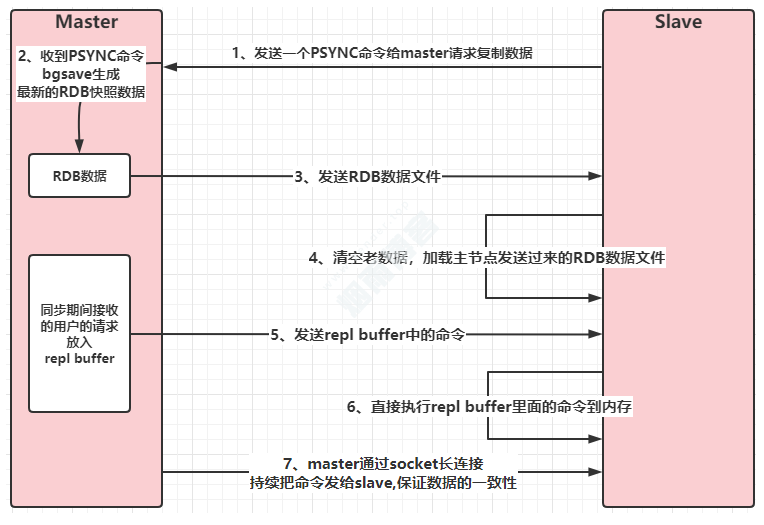 Master
Slave
1、发送一个PSYNC命令给master请求复制数据
2、收到PSYNC命令
bgsave生成
最新的RDB快照数据
RDB数据
3、发送RDB数据文件
4、清空老数据，加载主节点发送过来的RDB数据文件
同步期间接收
的用户的请求
放入
repl buffer
5、发送repl buffer中的命令
6、直接执行repl buffer里面的命令到内存
7、master通过socket长连接
持续把命令发给slave,保证数据的一致性